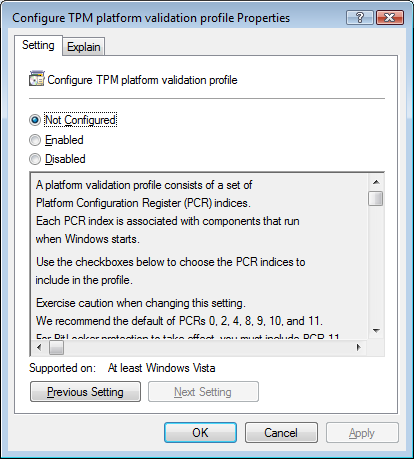 Configure TPM platform validation profile Properties
Setting
Explain
Configure TPM platform validation profile
Not Configured
Enabled
Disabled
A platform validation profile consists of a set of
Platform Configuration Register (PCR) indices.
Each PCR index is associated with components that run
when Windows starts.
Use the checkboxes below to choose the PCR indices to
include in the profile.
Exercise caution when changing this setting.
We recommend the default of PCRs 0, 2, 4, 8, 9, 10, and 11.
For BitLocker protection to take effect, you must include PCR 11.
Supported on: At least Windows Vista
Previous Setting
Next Setting
OK
Cancel
Apply